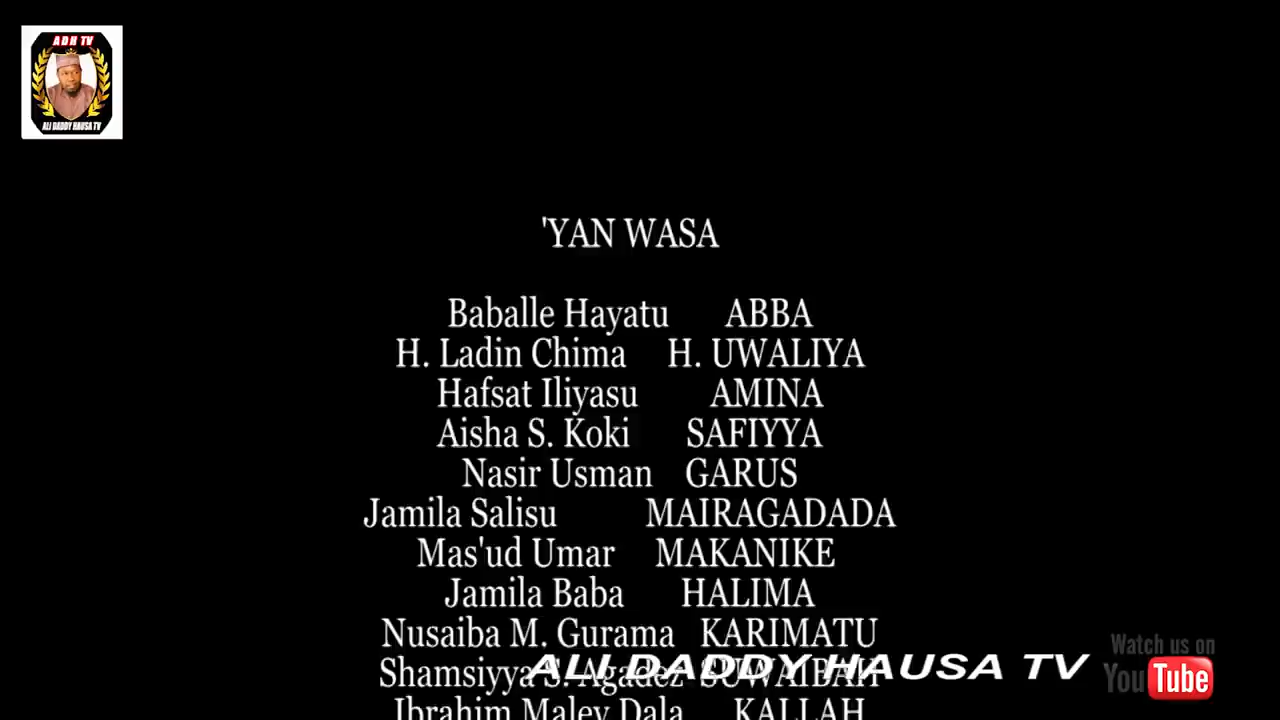 ADH TV
ALI DADDY HAUSA TV
'YAN WASA
Baballe Hayatu ABBA
H. Ladin Chima H. UWALIYA
Hafsat Iliyasu AMINA
Aisha S. Koki SAFIYYA
Nasir Usman GARUS
Jamila Salisu MAIRAGADADA
Mas'ud Umar MAKANIKE
Jamila Baba HALIMA
Nusaiba M. Gurama KARIMATU
Shamsiyya S. Agadez SUWAIBAH
ALI DADDY HAUSA TV
Ibrahim Maley Dala KALLAH
Watch us on
YouTube